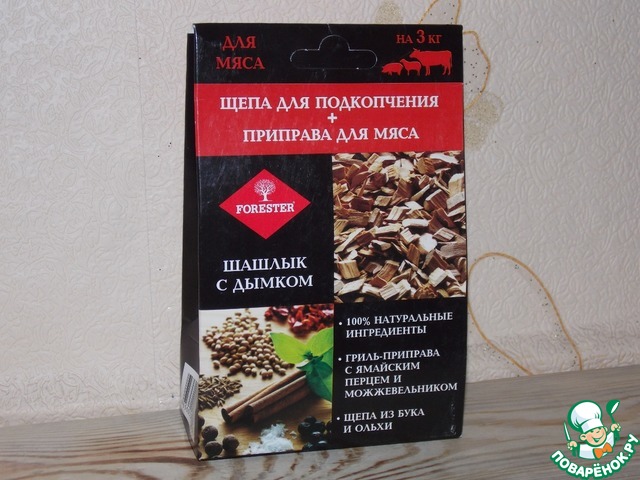 ДЛЯ
МЯСА
НА 3 КГ
ЩЕПА ДЛЯ ПОДКОПЧЕНИЯ
+
ПРИПРАВА ДЛЯ МЯСА
FORESTER®
ШАШЛЫК
С ДЫМКОМ
• 100% НАТУРАЛЬНЫЕ
ИНГРЕДИЕНТЫ
• ГРИЛЬ-ПРИПРАВА
С ЯМАЙСКИМ
ПЕРЦЕМ И
МОЖЖЕВЕЛЬНИКОМ
• ЩЕПА ИЗ БУКА
И ОЛЬХИ
ПОВАРЁНОК.РУ